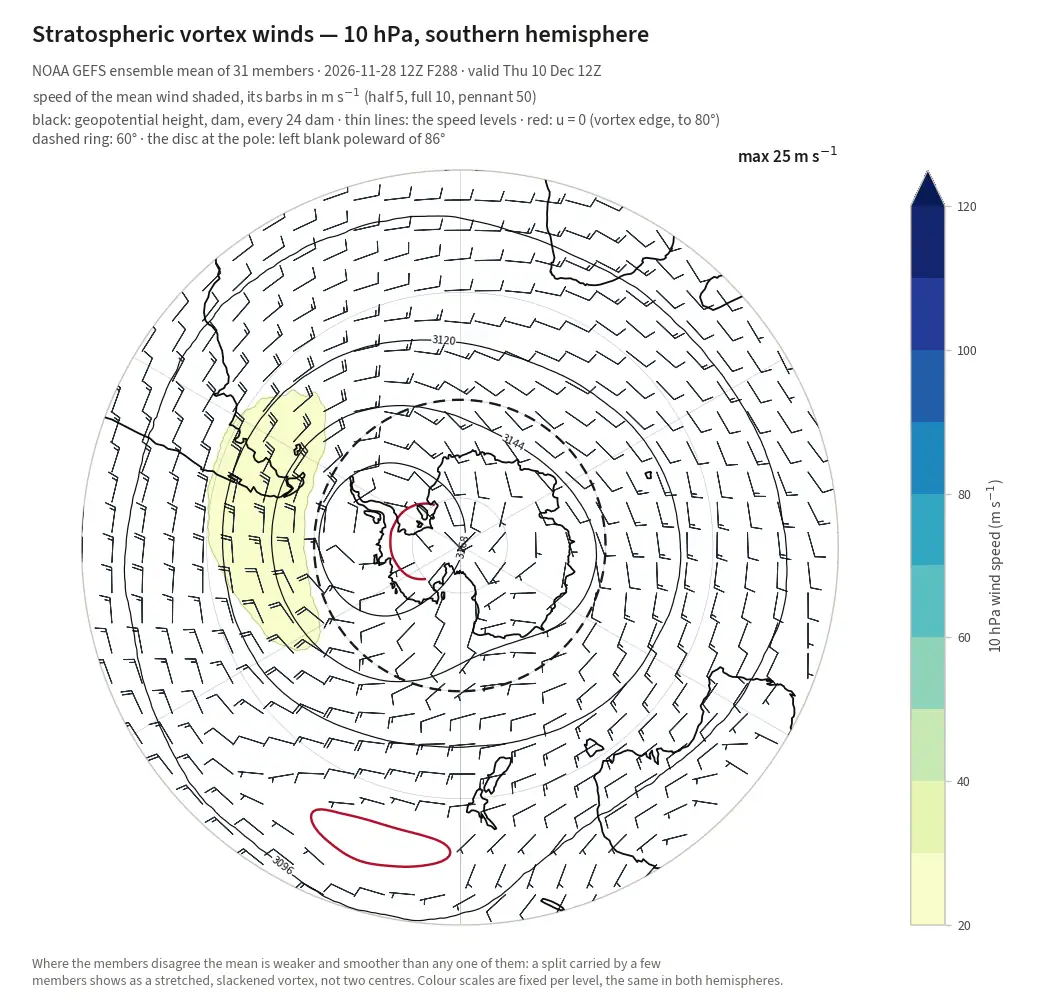 Stratospheric vortex winds — 10 hPa, southern hemisphere
NOAA GEFS ensemble mean of 31 members · 2026-11-28 12Z F288 · valid Thu 10 Dec 12Z
speed of the mean wind shaded, its barbs in m s⁻¹ (half 5, full 10, pennant 50)
black: geopotential height, dam, every 24 dam · thin lines: the speed levels · red: u = 0 (vortex edge, to 80°)
dashed ring: 60° · the disc at the pole: left blank poleward of 86°
max 25 m s⁻¹
120
100
80
60
40
20
10 hPa wind speed (m s⁻¹)
3120
3144
3168
3096
Where the members disagree the mean is weaker and smoother than any one of them: a split carried by a few
members shows as a stretched, slackened vortex, not two centres. Colour scales are fixed per level, the same in both hemispheres.